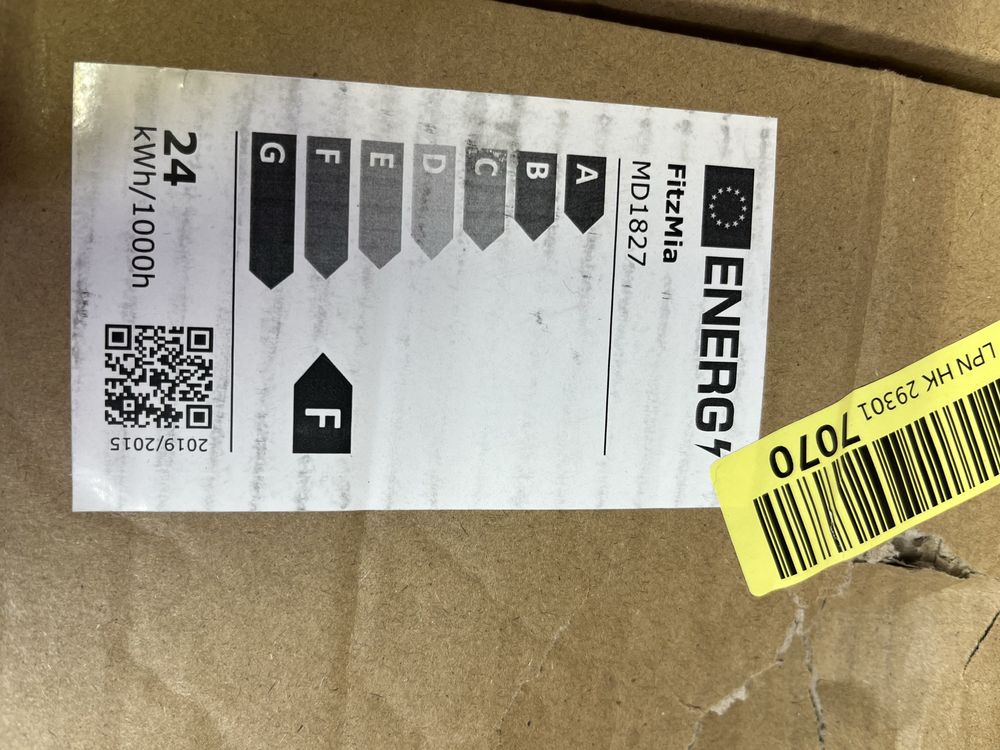 ENERG
FitzMia
MD1827
A
B
C
D
E
F
G
F
24
kWh/1000h
2019/2015
LPN HK 29301
7070